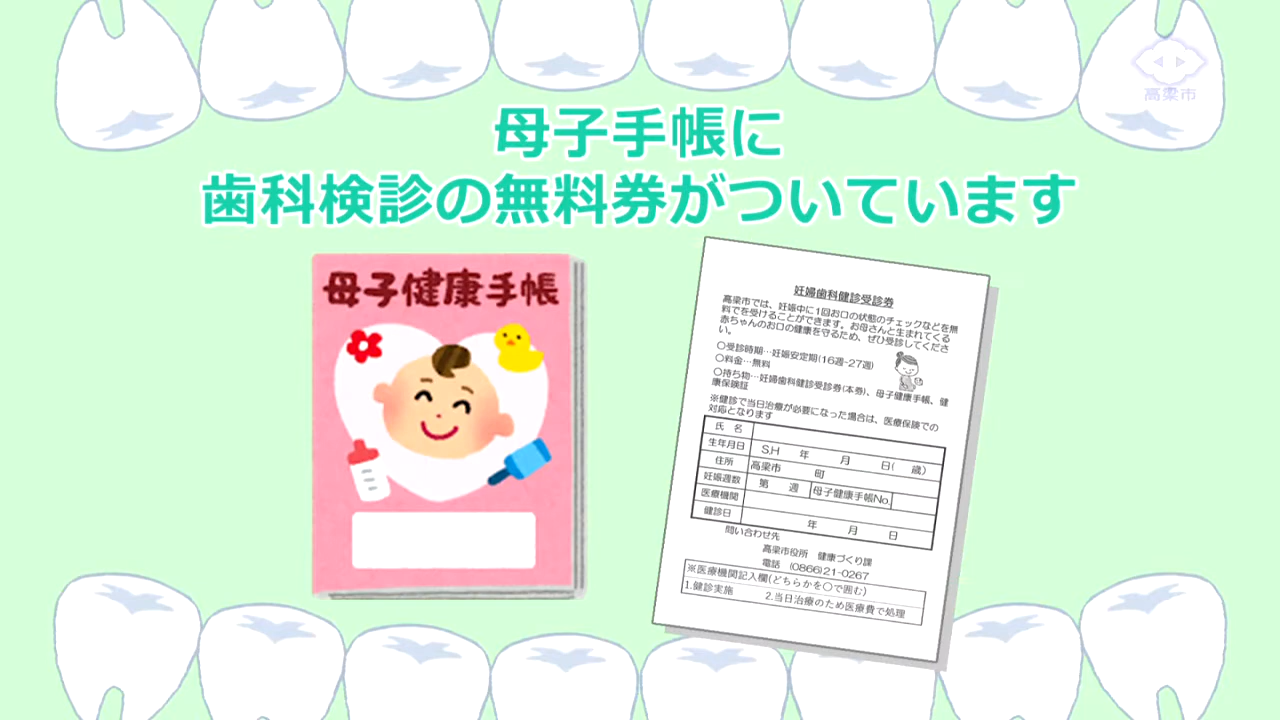 高梁市
母子手帳に
歯科検診の無料券がついています
母子健康手帳
妊婦歯科健診受診券
高梁市では、妊娠中に1回お口の状態のチェックなどを無
料でを受けることができます。お母さんと生まれてくる
赤ちゃんのお口の健康を守るため、ぜひ受診してくださ
い。
○受診時期…妊娠安定期(16週~27週)
○料金…無料
○持ち物…妊婦歯科健診受診券(本券)、母子健康手帳、健
康保険証
※健診で当日治療が必要になった場合は、医療保険での
対応となります
氏 名
生年月日 S.H 年 月 日( 歳)
住所 高梁市 町
妊娠週数 第 週 母子健康手帳No.
医療機関
健診日 年 月 日
問い合わせ先
高梁市役所 健康づくり課
電話 (0866)21-0267
※医療機関記入欄(どちらかを○で囲む)
1.健診実施 2.当日治療のため医療費で処理